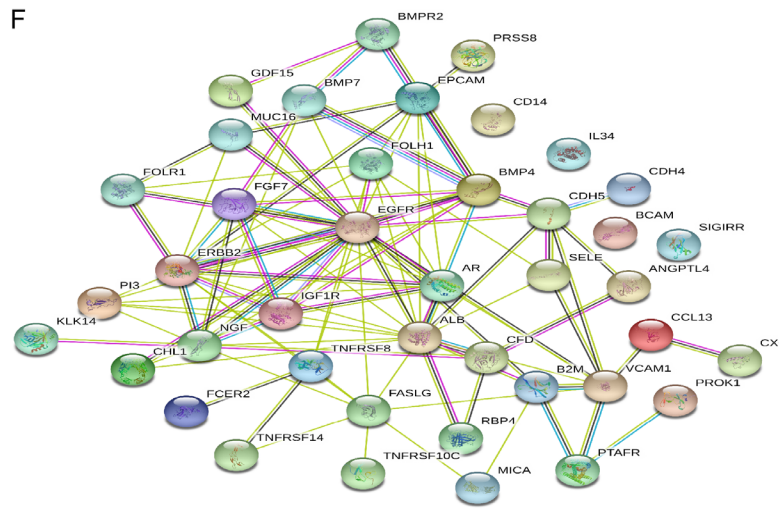 F
BMPR2
PRSS8
GDF15
BMP7
EPCAM
CD14
MUC16
IL34
FOLH1
FOLR1
BMP4
CDH4
FGF7
CDH5
EGFR
BCAM
SIGIRR
ERBB2
SELE
ANGPTL4
AR
PI3
IGF1R
KLK14
NGF
ALB
CCL13
CHL1
TNFRSF8
CFD
CX
B2M
VCAM1
FCER2
FASLG
PROK1
RBP4
TNFRSF14
TNFRSF10C
MICA
PTAFR